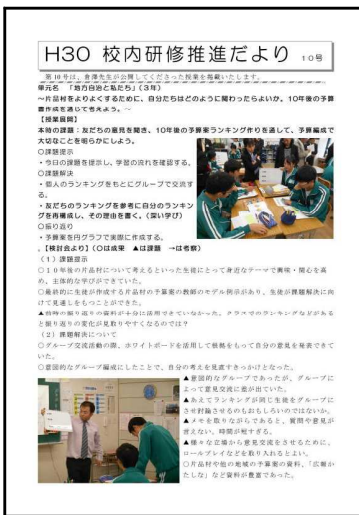 H30 校内研修推進だより 10号
第10号は、倉澤先生が公開してくださった授業を掲載いたします。
単元名 「地方自治と私たち」(3年)
～片品村をよりよくするために、自分たちはどのように関わったらよいか。10年後の予算
書作成を通して考えよう。～
【授業展開】
本時の課題:友だちの意見を聞き、10年後の予算案ランキング作りを通して、予算編成で
大切なことを明らかにしよう。
○課題提示
・今日の課題を提示し、学習の流れを確認する。
○課題解決
・個人のランキングをもとにグループで交流す
る。
・友だちのランキングを参考に自分のランキン
グを再構成し、その理由を書く。(深い学び)
○振り返り
・予算案を円グラフで実際に作成する。
【検討会より】(○は成果 ▲は課題 →は考察)
(1)課題提示
○10年後の片品村について考えるといった生徒にとって身近なテーマで興味・関心を高
め、主体的な学びができていた。
○最終的に生徒が作成する片品村の予算案の教師のモデル例示があり、生徒が課題解決に向
けて見通しをもつことができた。
▲前時の振り返りの資料が十分に活用できていなかった。クラスでのランキングなどがある
と振り返りの変化が見取りやすくなるのでは?
(2)課題解決について
○グループ交流活動の際、ホワイトボードを活用して根拠をもって自分の意見を発表できて
いた。
○意図的なグループ編成にしたことで、自分の考えを見直すきっかけとなった。
▲意図的なグループであったが、グループに
よって意見交流に差が出ていた。
▲あえてランキングが同じ生徒をグループに
させ討論させるのもおもしろいのではないか。
▲メモを取りながらであると、質問や意見が
言えない。時間が短すぎる。
▲様々な立場から意見交流をさせるために、
ロールプレイなどを取り入れるとよい。
○片品村や他の地域の予算案の資料、「広報か
たしな」など資料が豊富であった。